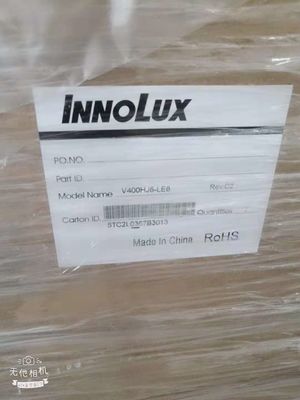 INNOLUX
P.O.NO.
Part ID
Model Name V400HJ6-LE8 Rev.C2
Carton ID Quantities
Made in China RoHS
无他相机